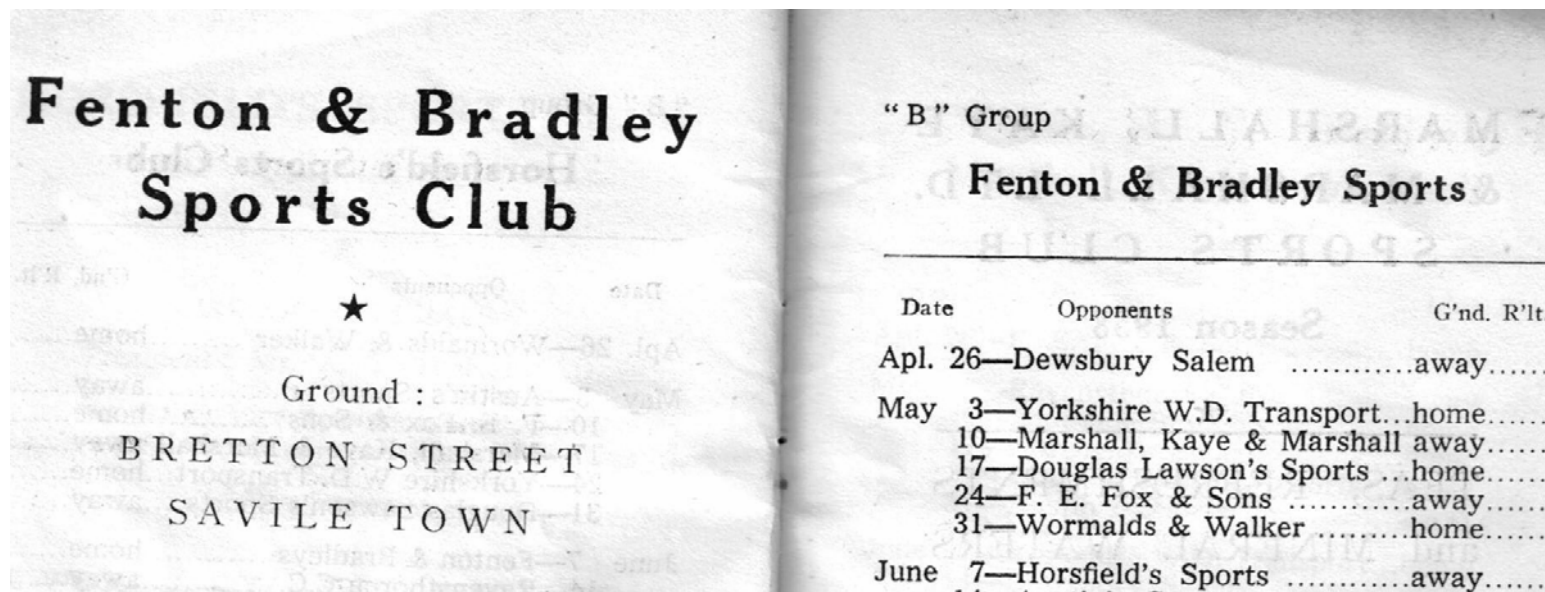 Fenton & Bradley
Sports Club
★
Ground :
BRETTON STREET
SAVILE TOWN
"B" Group
Fenton & Bradley Sports
Date Opponents G'nd. R'lt.
Apl. 26—Dewsbury Salem ............away......
May 3—Yorkshire W.D. Transport...home......
10—Marshall, Kaye & Marshall away......
17—Douglas Lawson's Sports ...home......
24—F. E. Fox & Sons ............away......
31—Wormalds & Walker .........home......
June 7—Horsfield's Sports ............away......